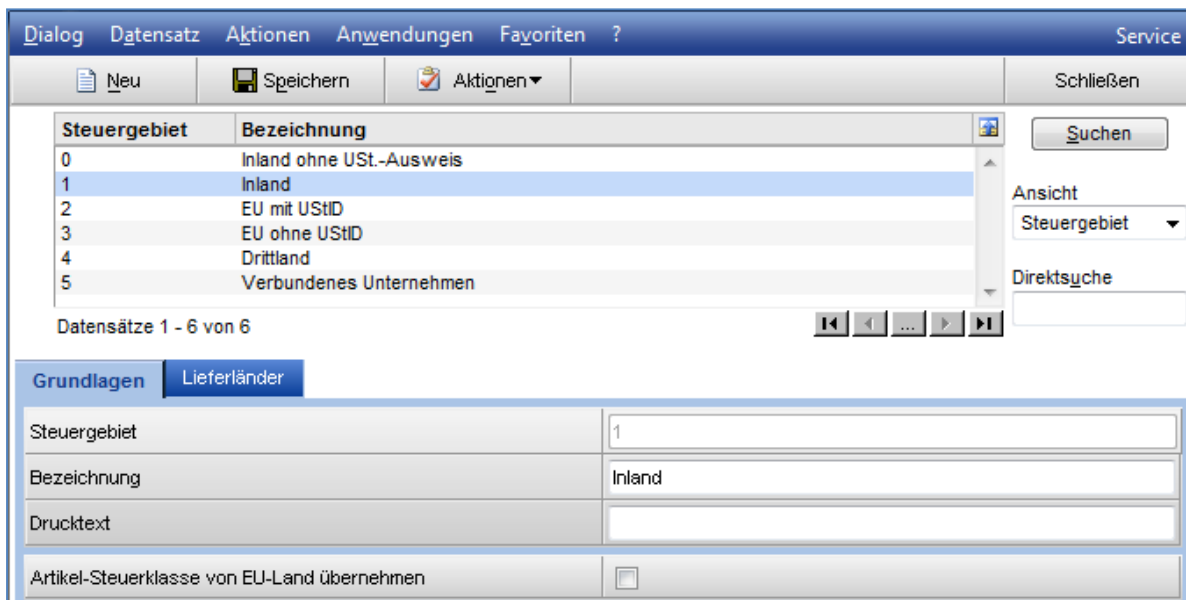 Dialog Datensatz Aktionen Anwendungen Favoriten ? Service
Neu Speichern Aktionen Schließen
Steuergebiet Bezeichnung
Suchen
0 Inland ohne USt.-Ausweis
1 Inland
2 EU mit UStID
3 EU ohne UStID
4 Drittland
5 Verbundenes Unternehmen
Ansicht
Steuergebiet
Direktsuche
Datensätze 1 - 6 von 6
...
Grundlagen Lieferländer
Steuergebiet 1
Bezeichnung Inland
Drucktext
Artikel-Steuerklasse von EU-Land übernehmen